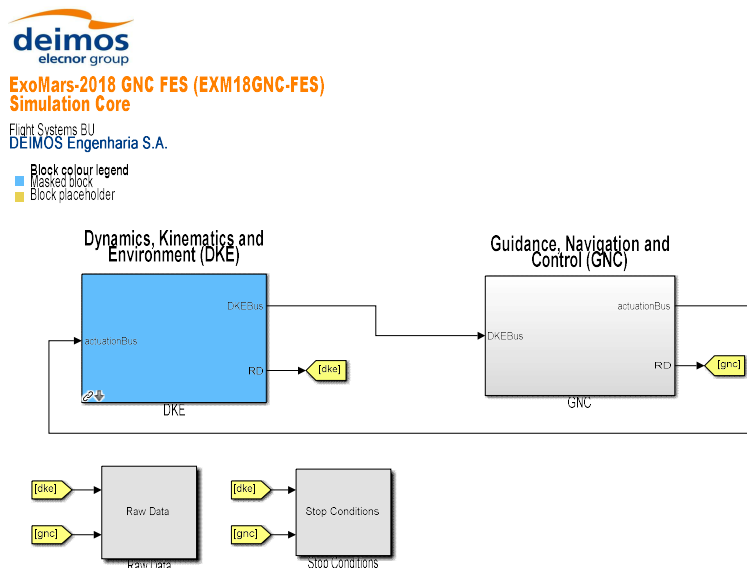 deimos
elecnor group
ExoMars-2018 GNC FES (EXM18GNC-FES)
Simulation Core
Flight Systems BU
DEIMOS Engenharia S.A.
Block colour legend
Masked block
Block placeholder
Dynamics, Kinematics and
Environment (DKE)
Guidance, Navigation and
Control (GNC)
DKEBus
actuationBus
RD
[dke]
DKE
actuationBus
DKEBus
RD
[gnc]
GNC
[dke]
[gnc]
Raw Data
Raw Data
[dke]
[gnc]
Stop Conditions
Stop Conditions